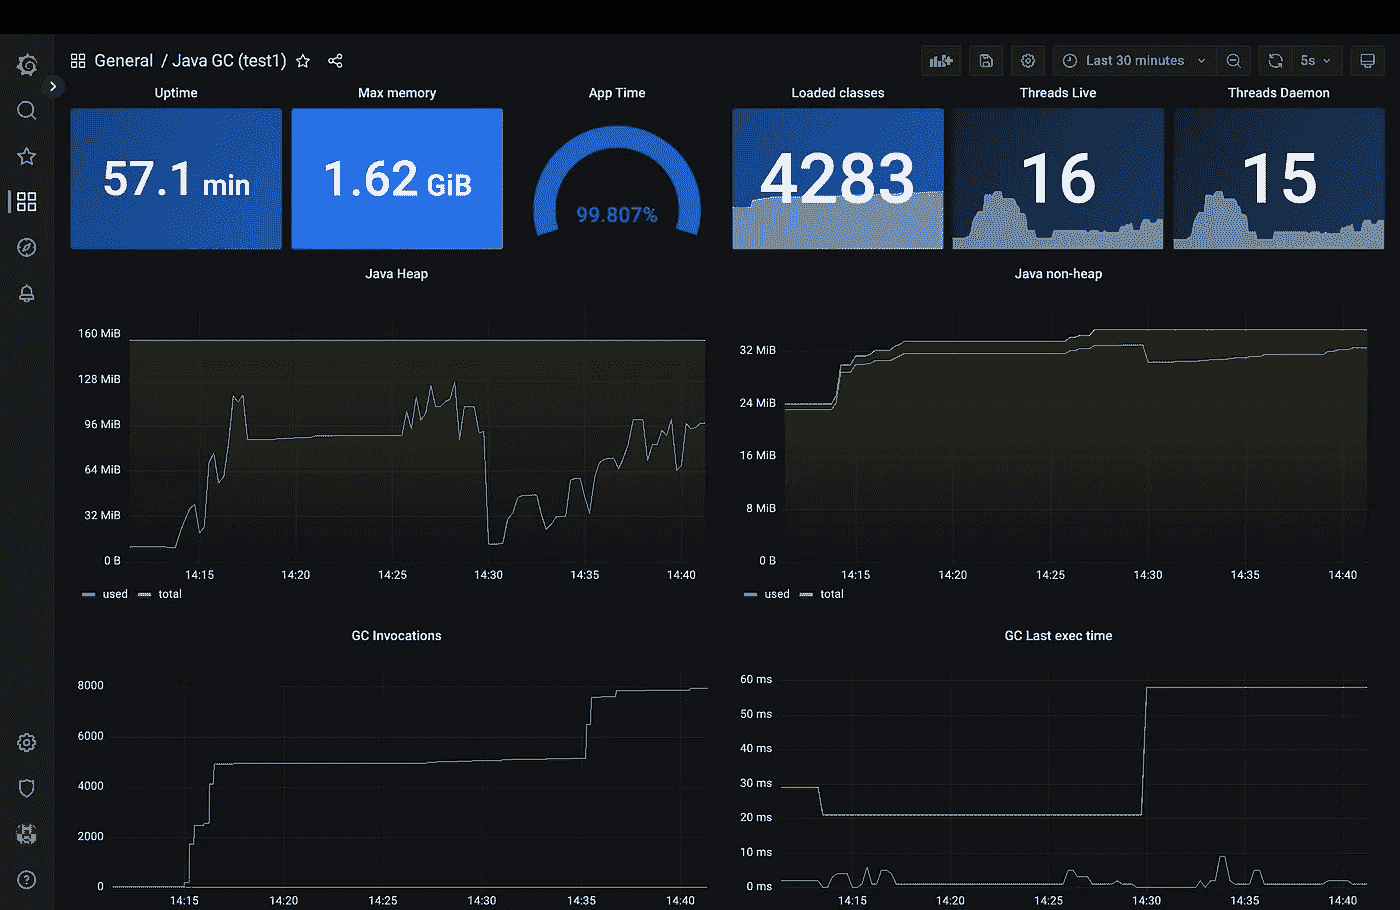 General / Java GC (test1)
Last 30 minutes
5s
Uptime
Max memory
App Time
Loaded classes
Threads Live
Threads Daemon
57.1 min
1.62 GiB
99.807%
4283
16
15
Java Heap
160 MiB
128 MiB
96 MiB
64 MiB
32 MiB
0 B
14:15
14:20
14:25
14:30
14:35
14:40
used
total
Java non-heap
32 MiB
24 MiB
16 MiB
8 MiB
0 B
14:15
14:20
14:25
14:30
14:35
14:40
used
total
GC Invocations
8000
6000
4000
2000
0
14:15
14:20
14:25
14:30
14:35
14:40
GC Last exec time
60 ms
50 ms
40 ms
30 ms
20 ms
10 ms
0 ms
14:15
14:20
14:25
14:30
14:35
14:40